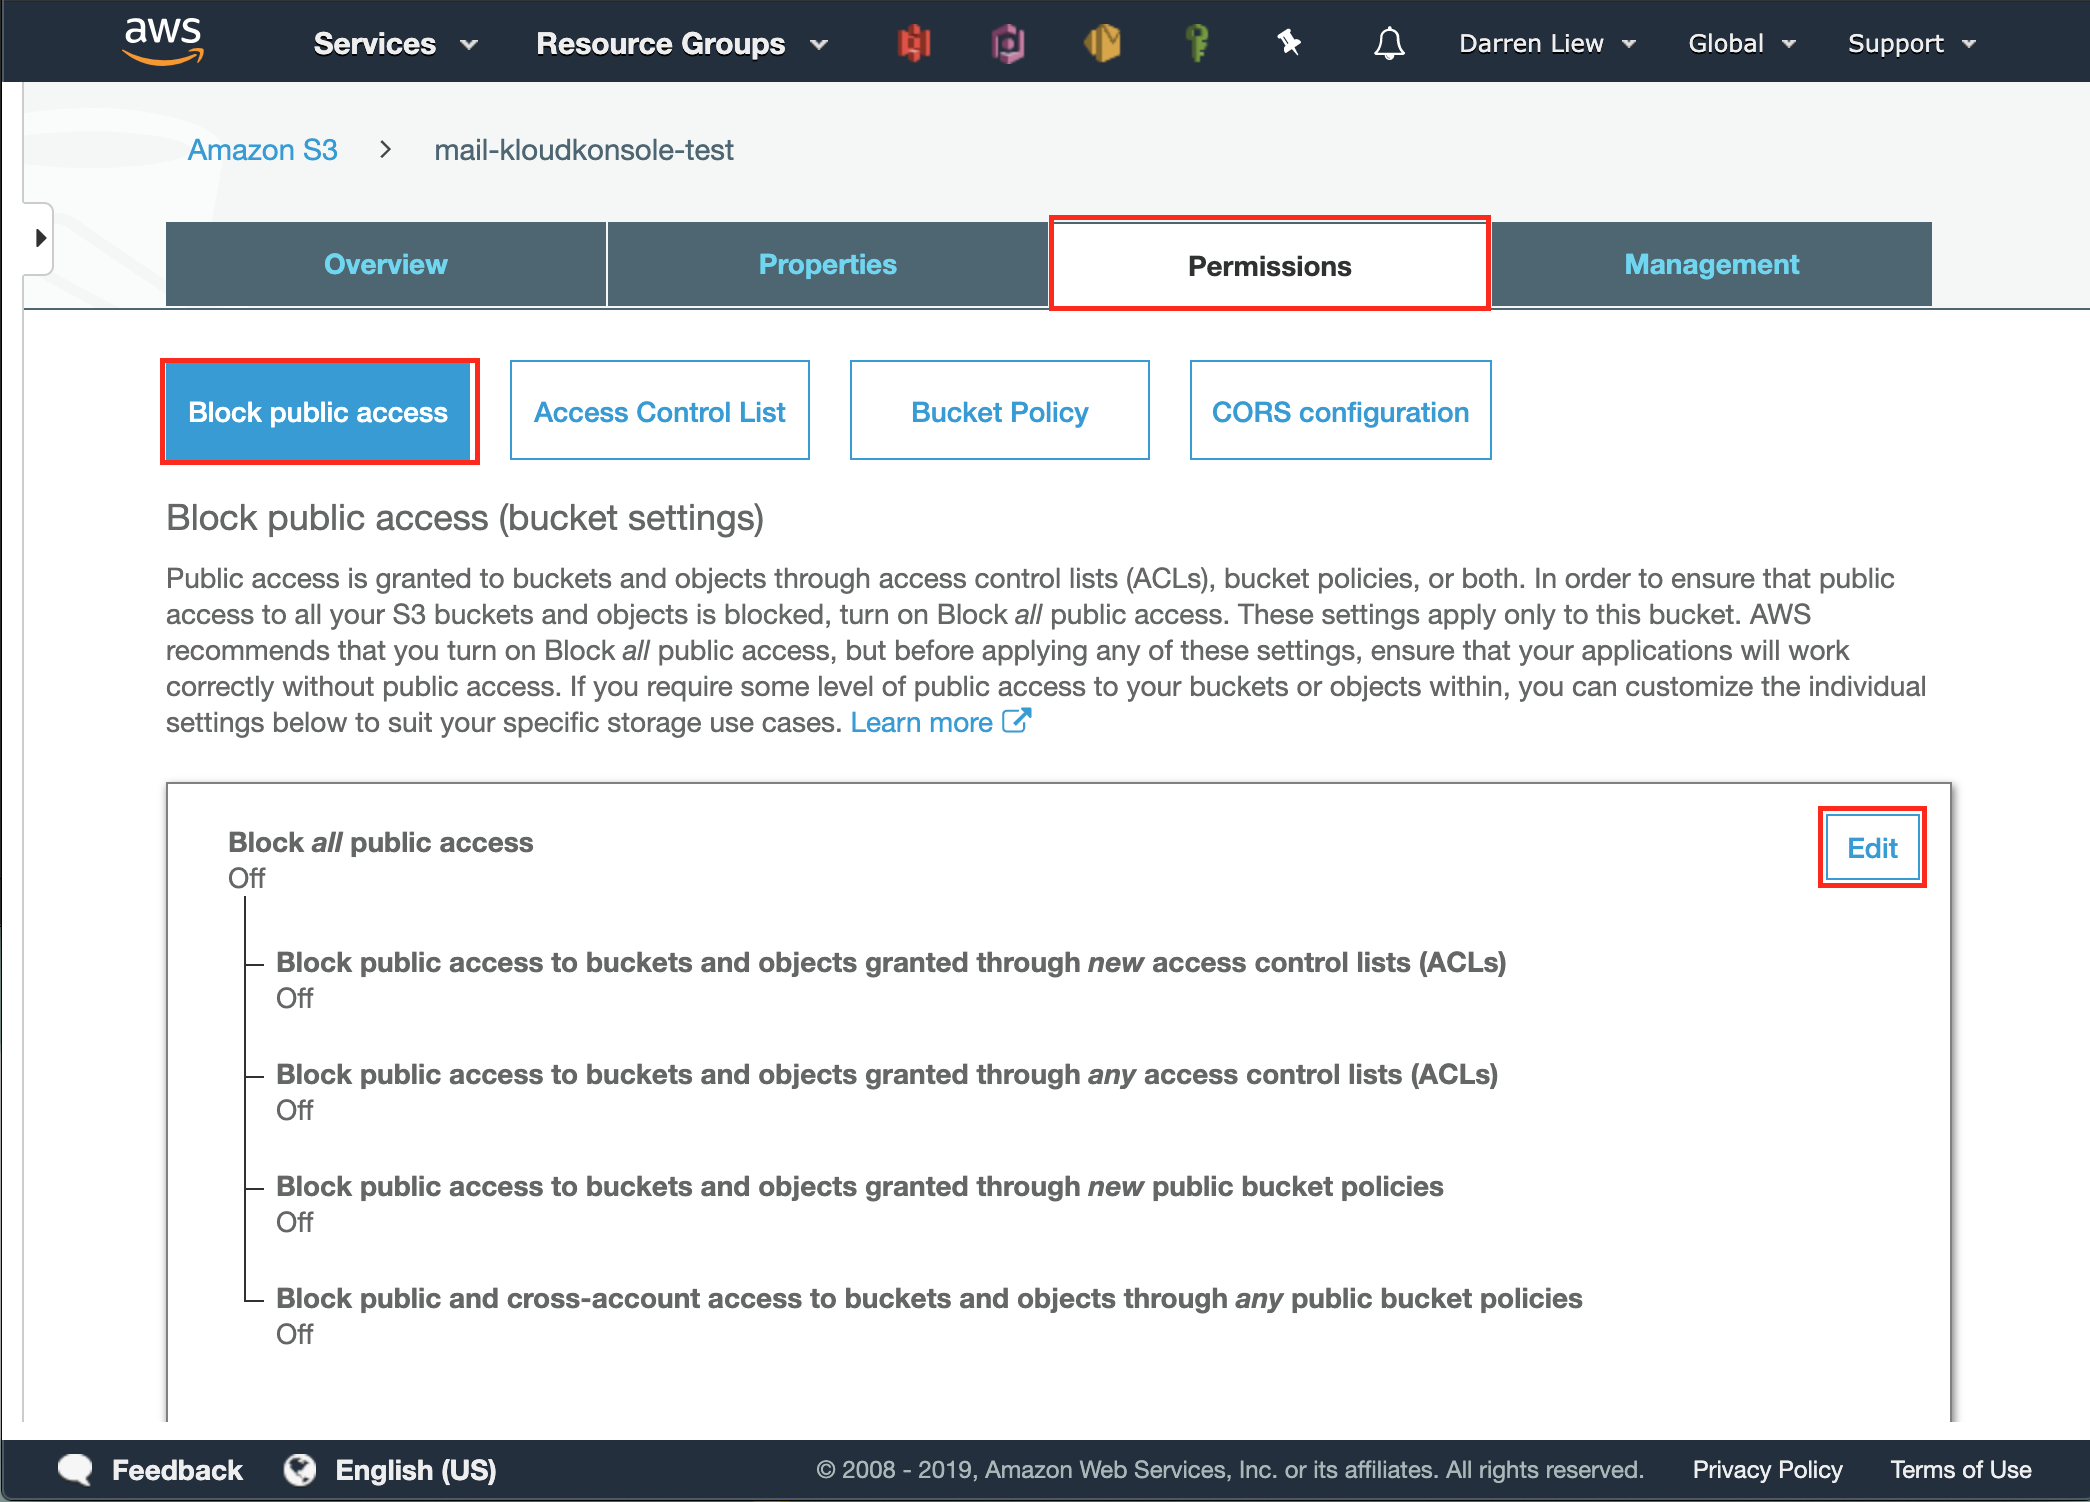 aws
Services
Resource Groups
Darren Liew
Global
Support
Amazon S3 > mail-kloudkonsole-test
Overview
Properties
Permissions
Management
Block public access
Access Control List
Bucket Policy
CORS configuration
Block public access (bucket settings)
Public access is granted to buckets and objects through access control lists (ACLs), bucket policies, or both. In order to ensure that public
access to all your S3 buckets and objects is blocked, turn on Block all public access. These settings apply only to this bucket. AWS
recommends that you turn on Block all public access, but before applying any of these settings, ensure that your applications will work
correctly without public access. If you require some level of public access to your buckets or objects within, you can customize the individual
settings below to suit your specific storage use cases. Learn more
Block all public access
Edit
Off
Block public access to buckets and objects granted through new access control lists (ACLs)
Off
Block public access to buckets and objects granted through any access control lists (ACLs)
Off
Block public access to buckets and objects granted through new public bucket policies
Off
Block public and cross-account access to buckets and objects through any public bucket policies
Off
Feedback
English (US)
© 2008 - 2019, Amazon Web Services, Inc. or its affiliates. All rights reserved.
Privacy Policy
Terms of Use